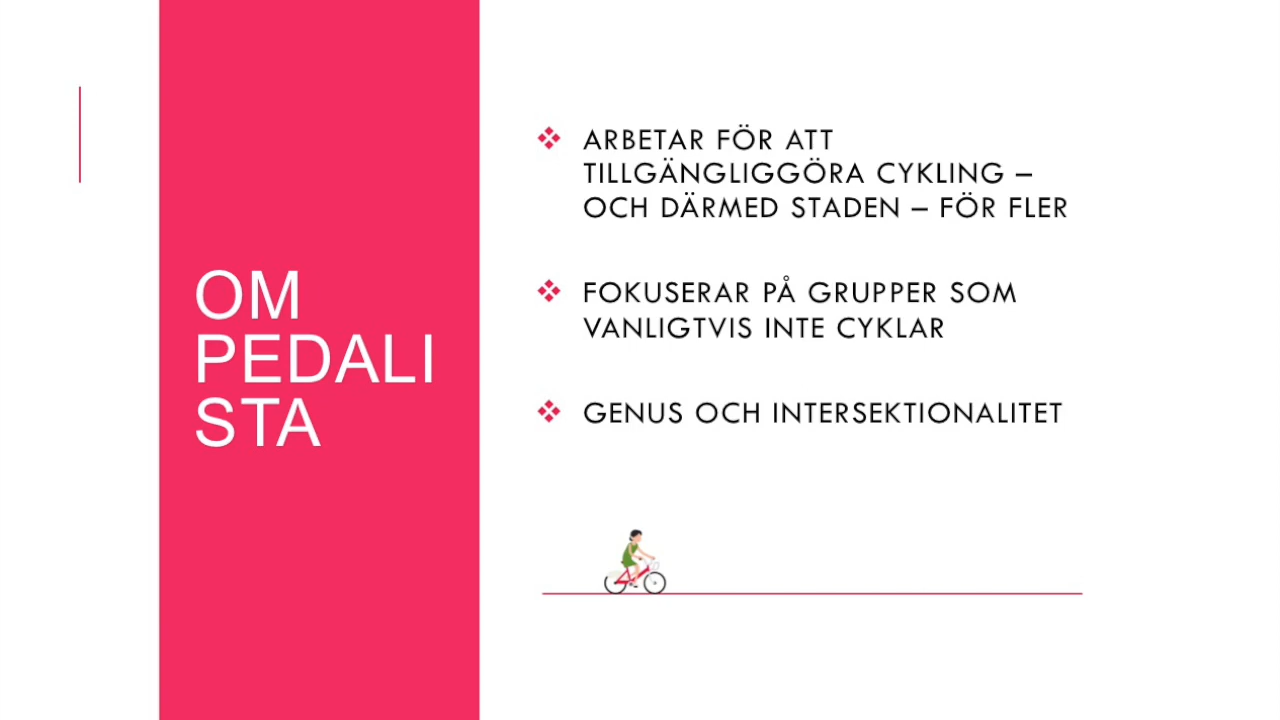 OM
PEDALI
STA
ARBETAR FÖR ATT
TILLGÄNGLIGGÖRA CYKLING –
OCH DÄRMED STADEN – FÖR FLER
FOKUSERAR PÅ GRUPPER SOM
VANLIGTVIS INTE CYKLAR
GENUS OCH INTERSEKTIONALITET